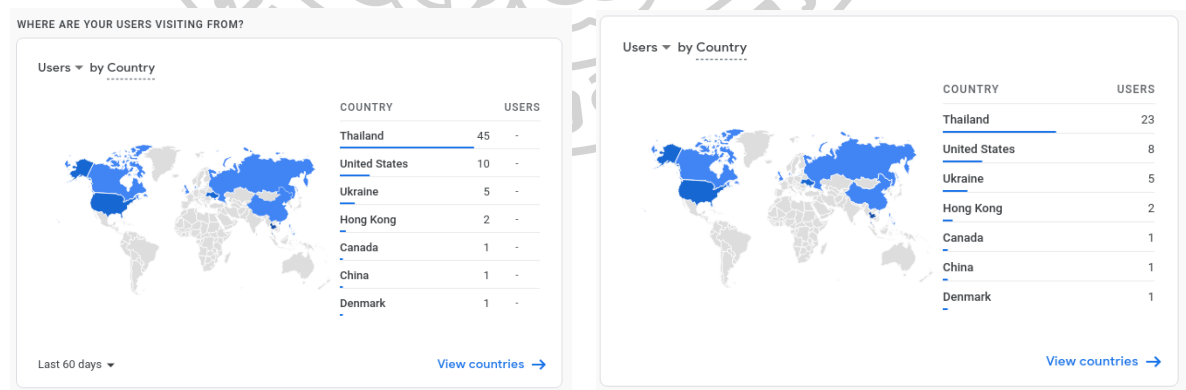 WHERE ARE YOUR USERS VISITING FROM?
Users by Country
COUNTRY USERS
Thailand 45 -
United States 10 -
Ukraine 5 -
Hong Kong 2 -
Canada 1 -
China 1 -
Denmark 1 -
Last 60 days
View countries →
Users by Country
COUNTRY USERS
Thailand 23
United States 8
Ukraine 5
Hong Kong 2
Canada 1
China 1
Denmark 1
View countries →